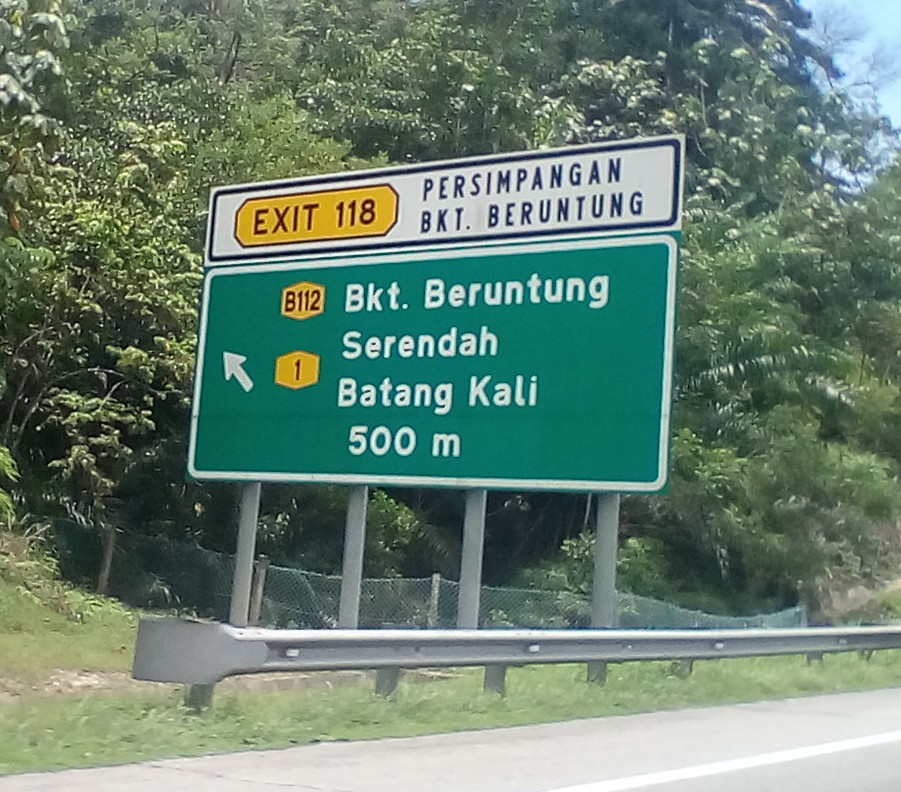 EXIT 118
PERSIMPANGAN
BKT. BERUNTUNG
B112 Bkt. Beruntung
Serendah
1
Batang Kali
500 m